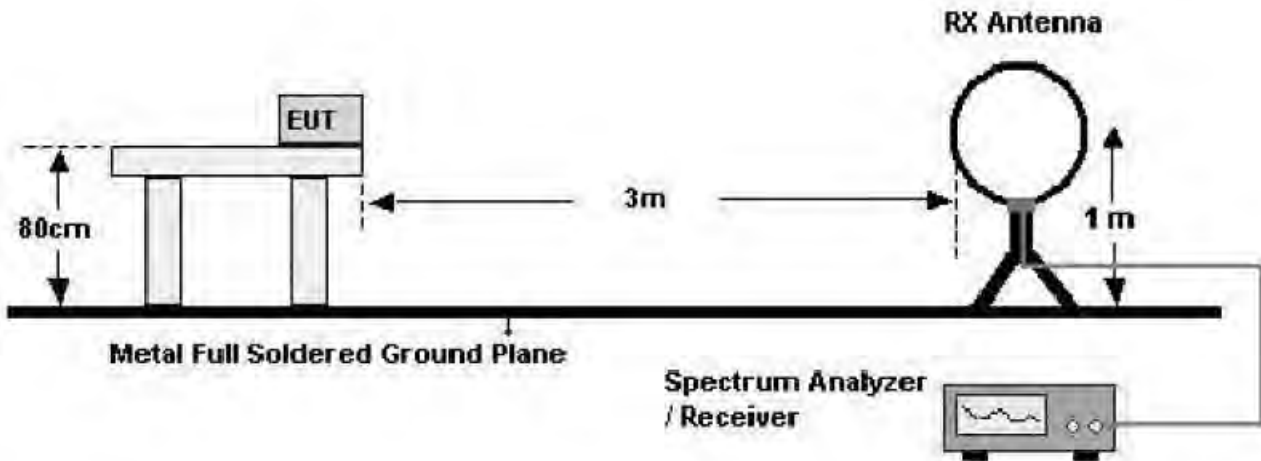 RX Antenna
EUT
80cm
3m
1 m
Metal Full Soldered Ground Plane
Spectrum Analyzer
/ Receiver